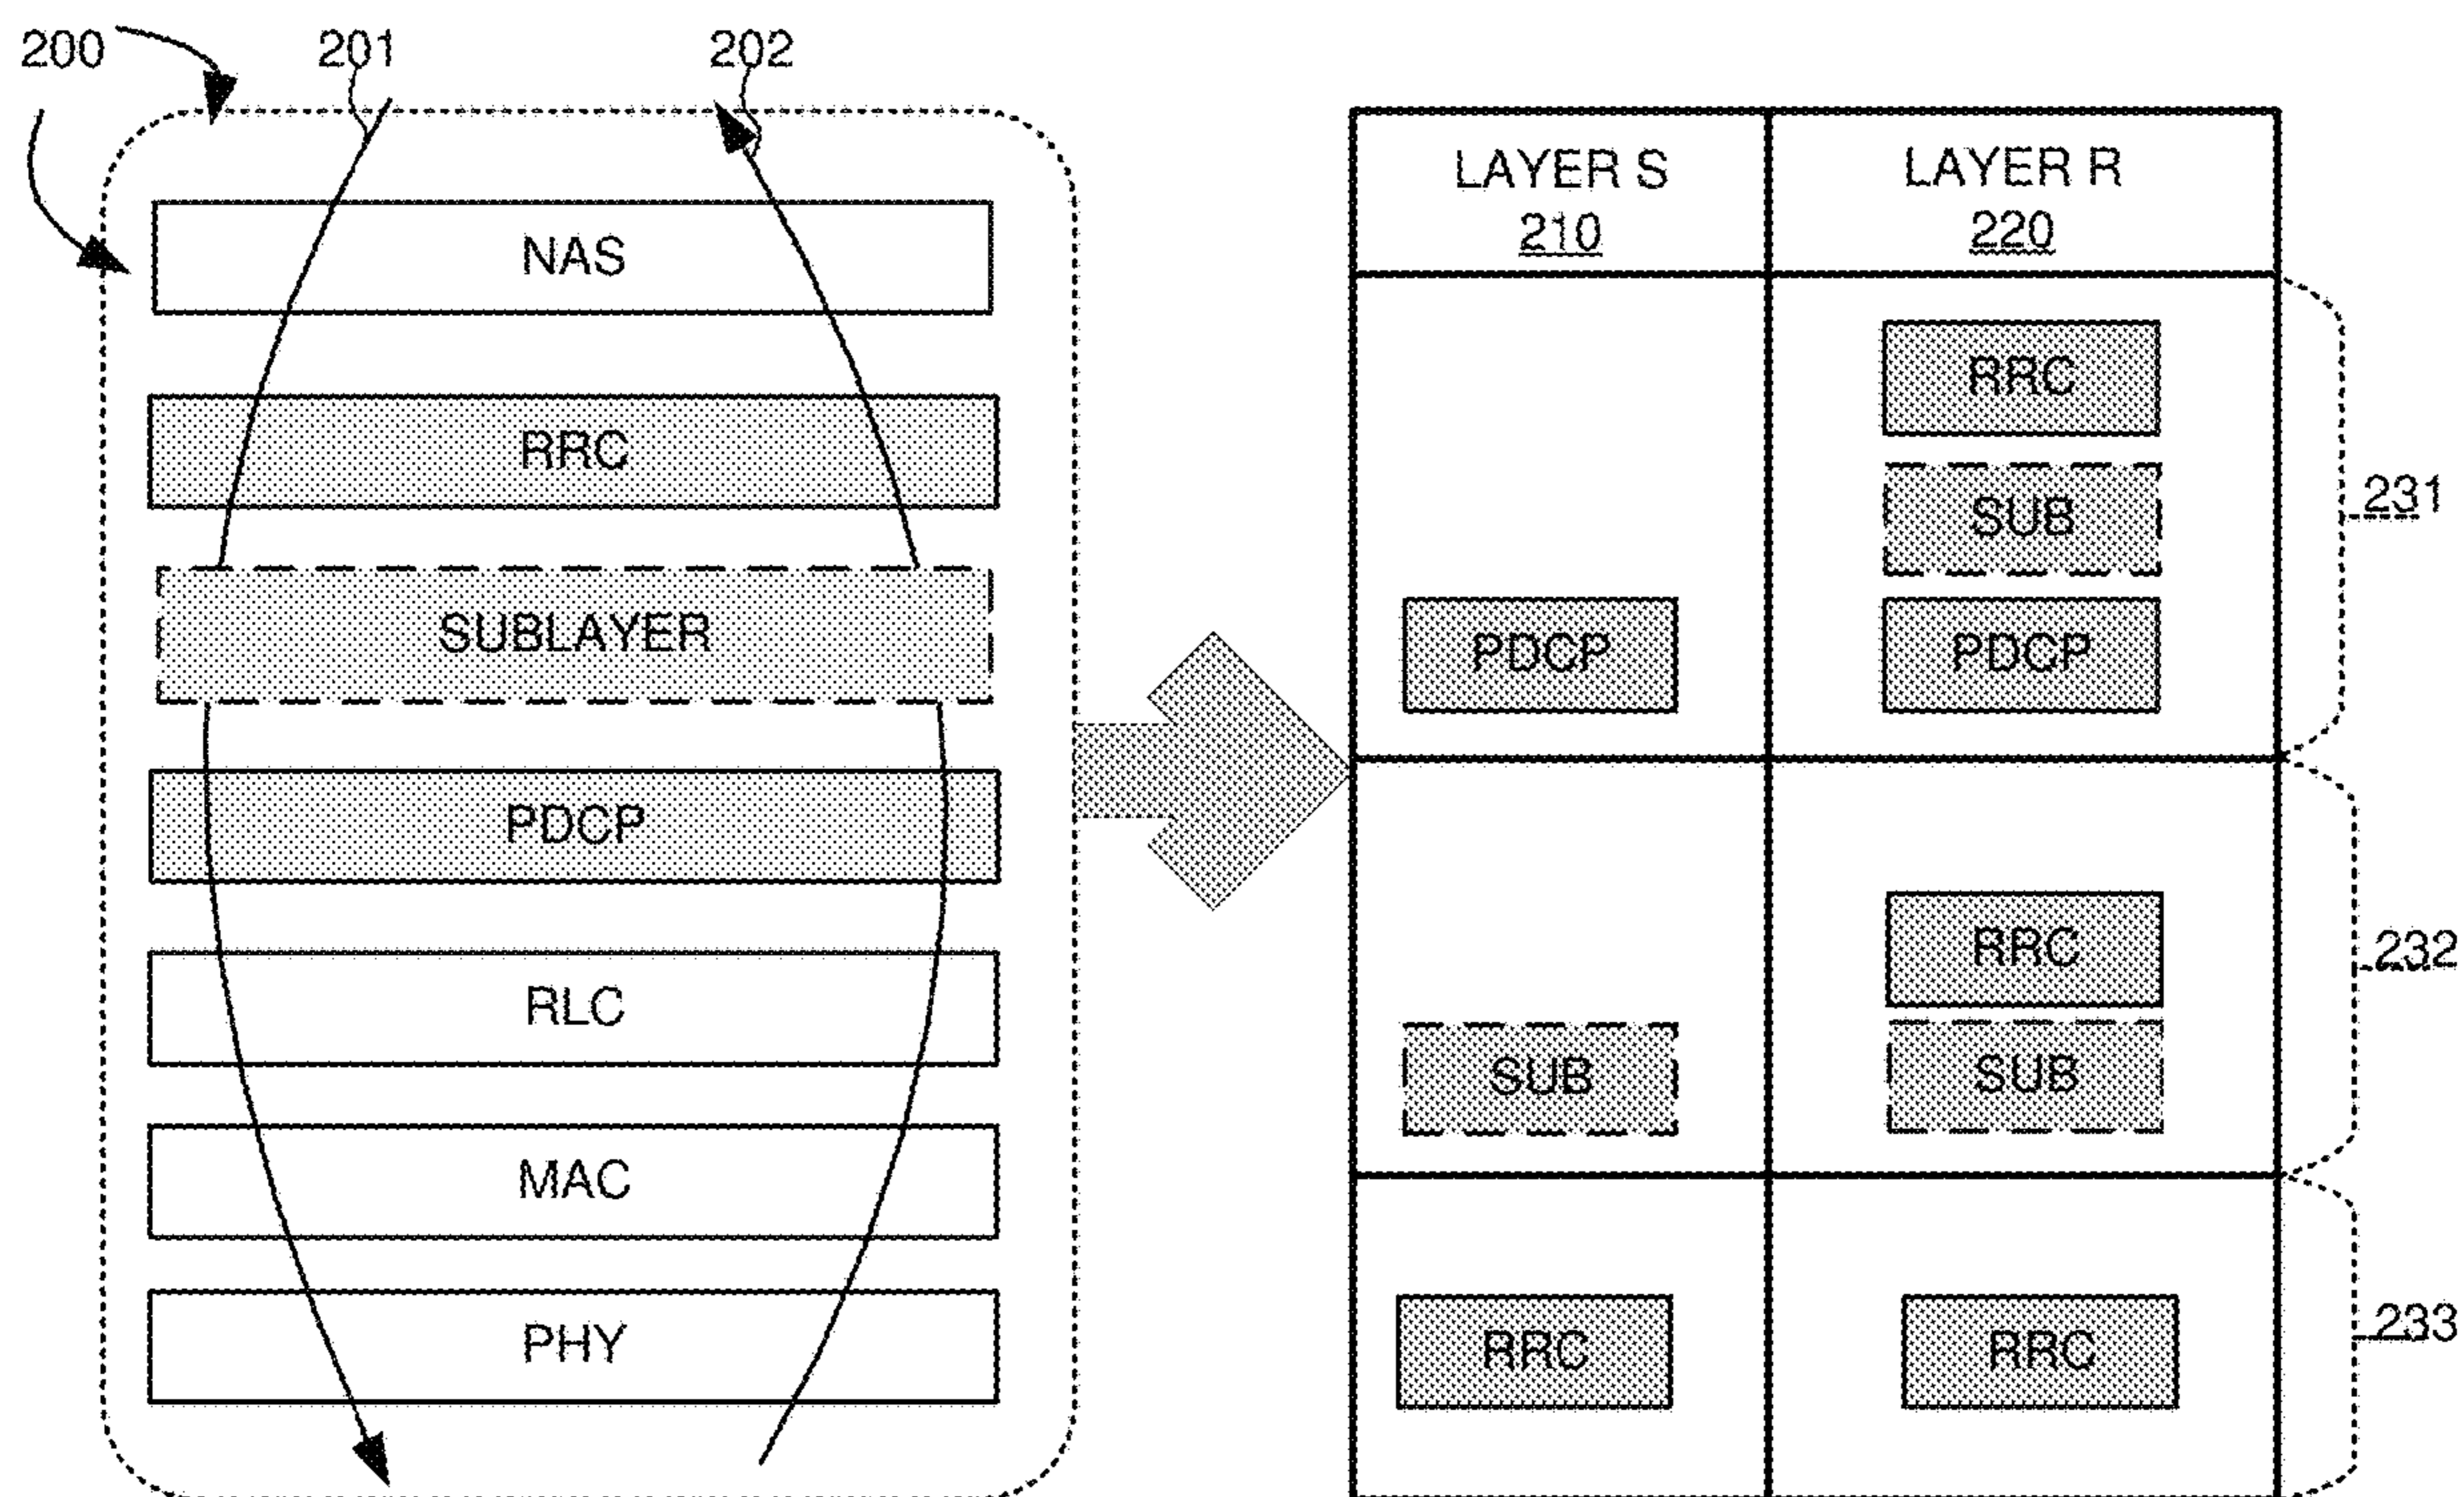 200
201
202
NAS
RRC
SUBLAYER
PDCP
RLC
MAC
PHY
LAYER S
210
LAYER R
220
RRC
SUB
PDCP
PDCP
231
RRC
SUB
SUB
232
RRC
RRC
233